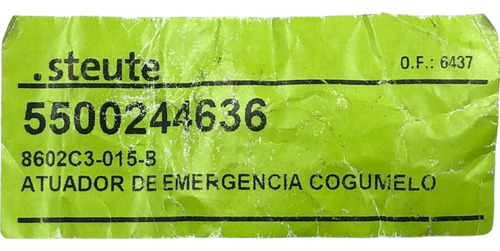 .steute O.F.: 6437
5500244636
8602C3-015-B
ATUADOR DE EMERGENCIA COGUMELO